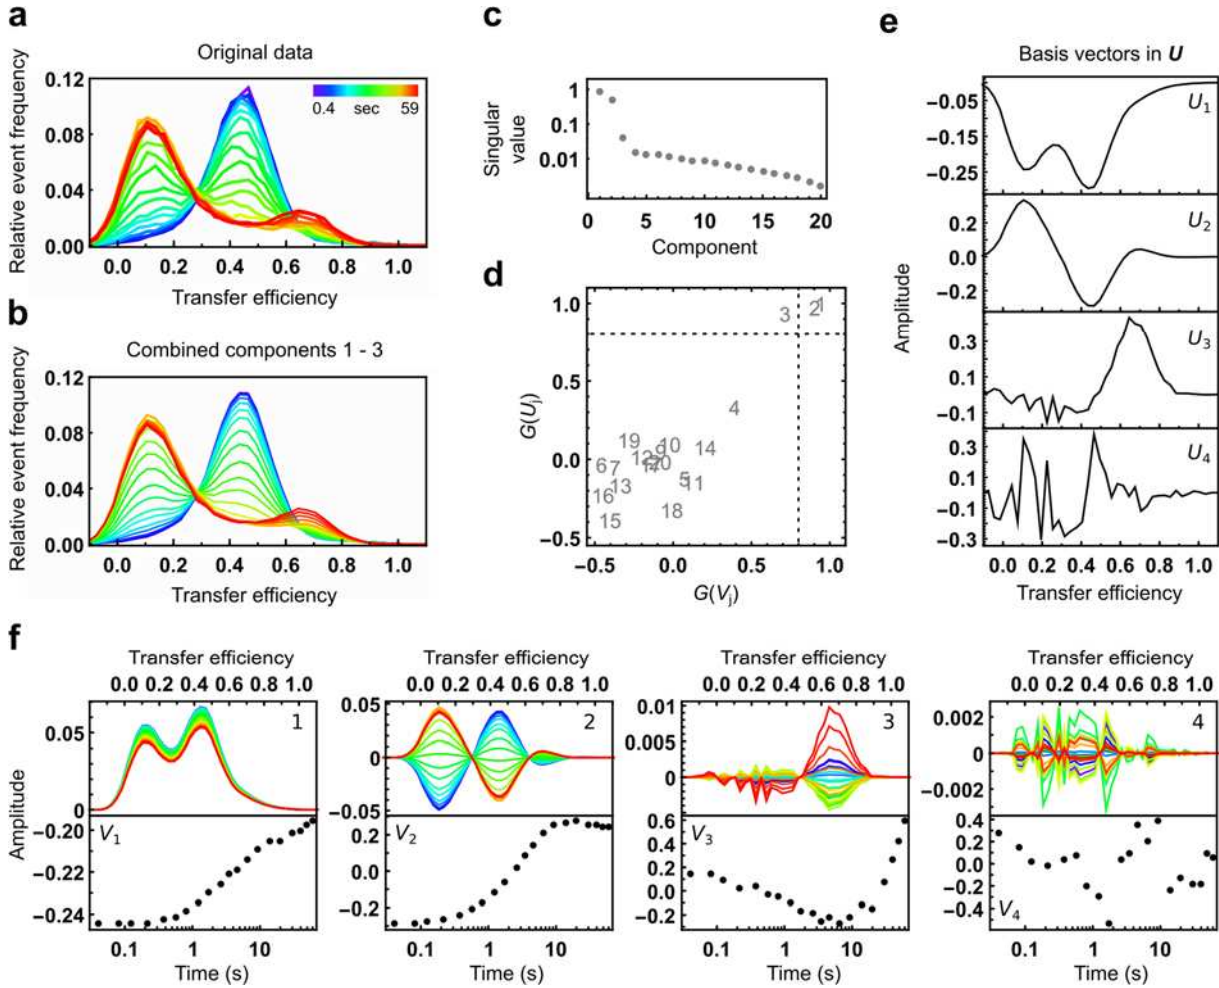 a
Original data
Relative event frequency
0.12
0.08
0.04
0.00
0.4 sec 59
0.0 0.2 0.4 0.6 0.8 1.0
Transfer efficiency
b
Combined components 1 - 3
Relative event frequency
0.12
0.08
0.04
0.00
0.0 0.2 0.4 0.6 0.8 1.0
Transfer efficiency
c
Singular
value
1
0.1
0.01
0 5 10 15 20
Component
d
G(Uj)
1.0
0.5
0.0
−0.5
1
2
3
4
19
10
14
9
12
20
6
7
5
11
13
16
18
15
−0.5 0.0 0.5 1.0
G(Vj)
e
Basis vectors in U
Amplitude
−0.05
−0.15
−0.25
U1
0.2
0.0
−0.2
U2
0.3
0.1
−0.1
U3
0.3
0.1
−0.1
−0.3
U4
0.0 0.2 0.4 0.6 0.8 1.0
Transfer efficiency
f
Transfer efficiency
0.0 0.2 0.4 0.6 0.8 1.0
Amplitude
0.05
0
1
−0.20
−0.22
−0.24
V1
0.1 1 10
Time (s)
Transfer efficiency
0.0 0.2 0.4 0.6 0.8 1.0
0.05
0
−0.05
2
0.2
0.0
−0.2
V2
0.1 1 10
Time (s)
Transfer efficiency
0.0 0.2 0.4 0.6 0.8 1.0
0.01
0.005
0
3
0.6
0.4
0.2
0.0
−0.2
V3
0.1 1 10
Time (s)
Transfer efficiency
0.0 0.2 0.4 0.6 0.8 1.0
0.002
0.000
−0.002
4
0.4
0.0
−0.4
V4
0.1 1 10
Time (s)